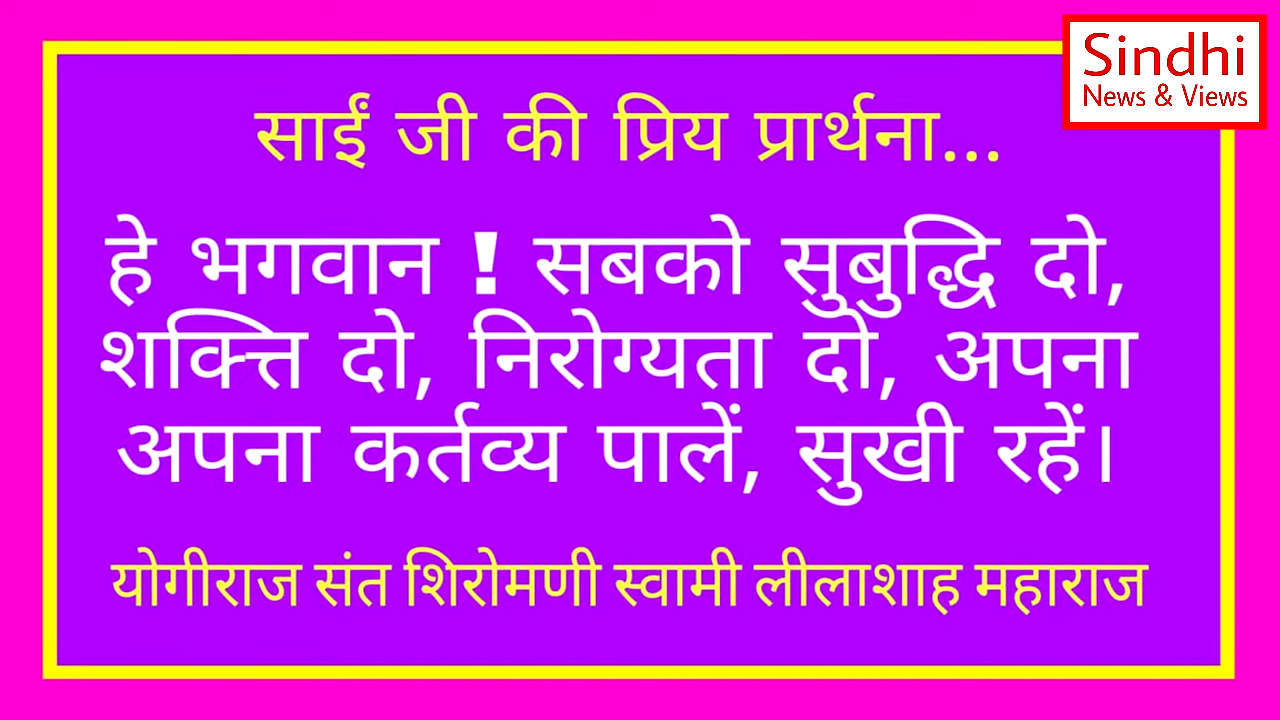 Sindhi
News & Views
साईं जी की प्रिय प्रार्थना...
हे भगवान ! सबको सुबुद्धि दो,
शक्ति दो, निरोग्यता दो, अपना
अपना कर्तव्य पालें, सुखी रहें।
योगीराज संत शिरोमणी स्वामी लीलाशाह महाराज